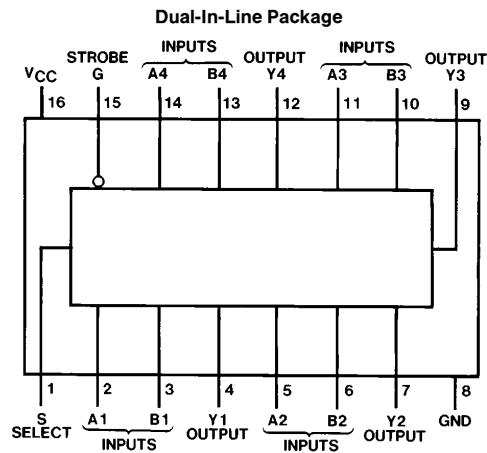 Dual-In-Line Package
STROBE INPUTS OUTPUT INPUTS OUTPUT
VCC G A4 B4 Y4 A3 B3 Y3
16 15 14 13 12 11 10 9
1 2 3 4 5 6 7 8
S A1 B1 Y1 A2 B2 Y2 GND
SELECT INPUTS OUTPUT INPUTS OUTPUT